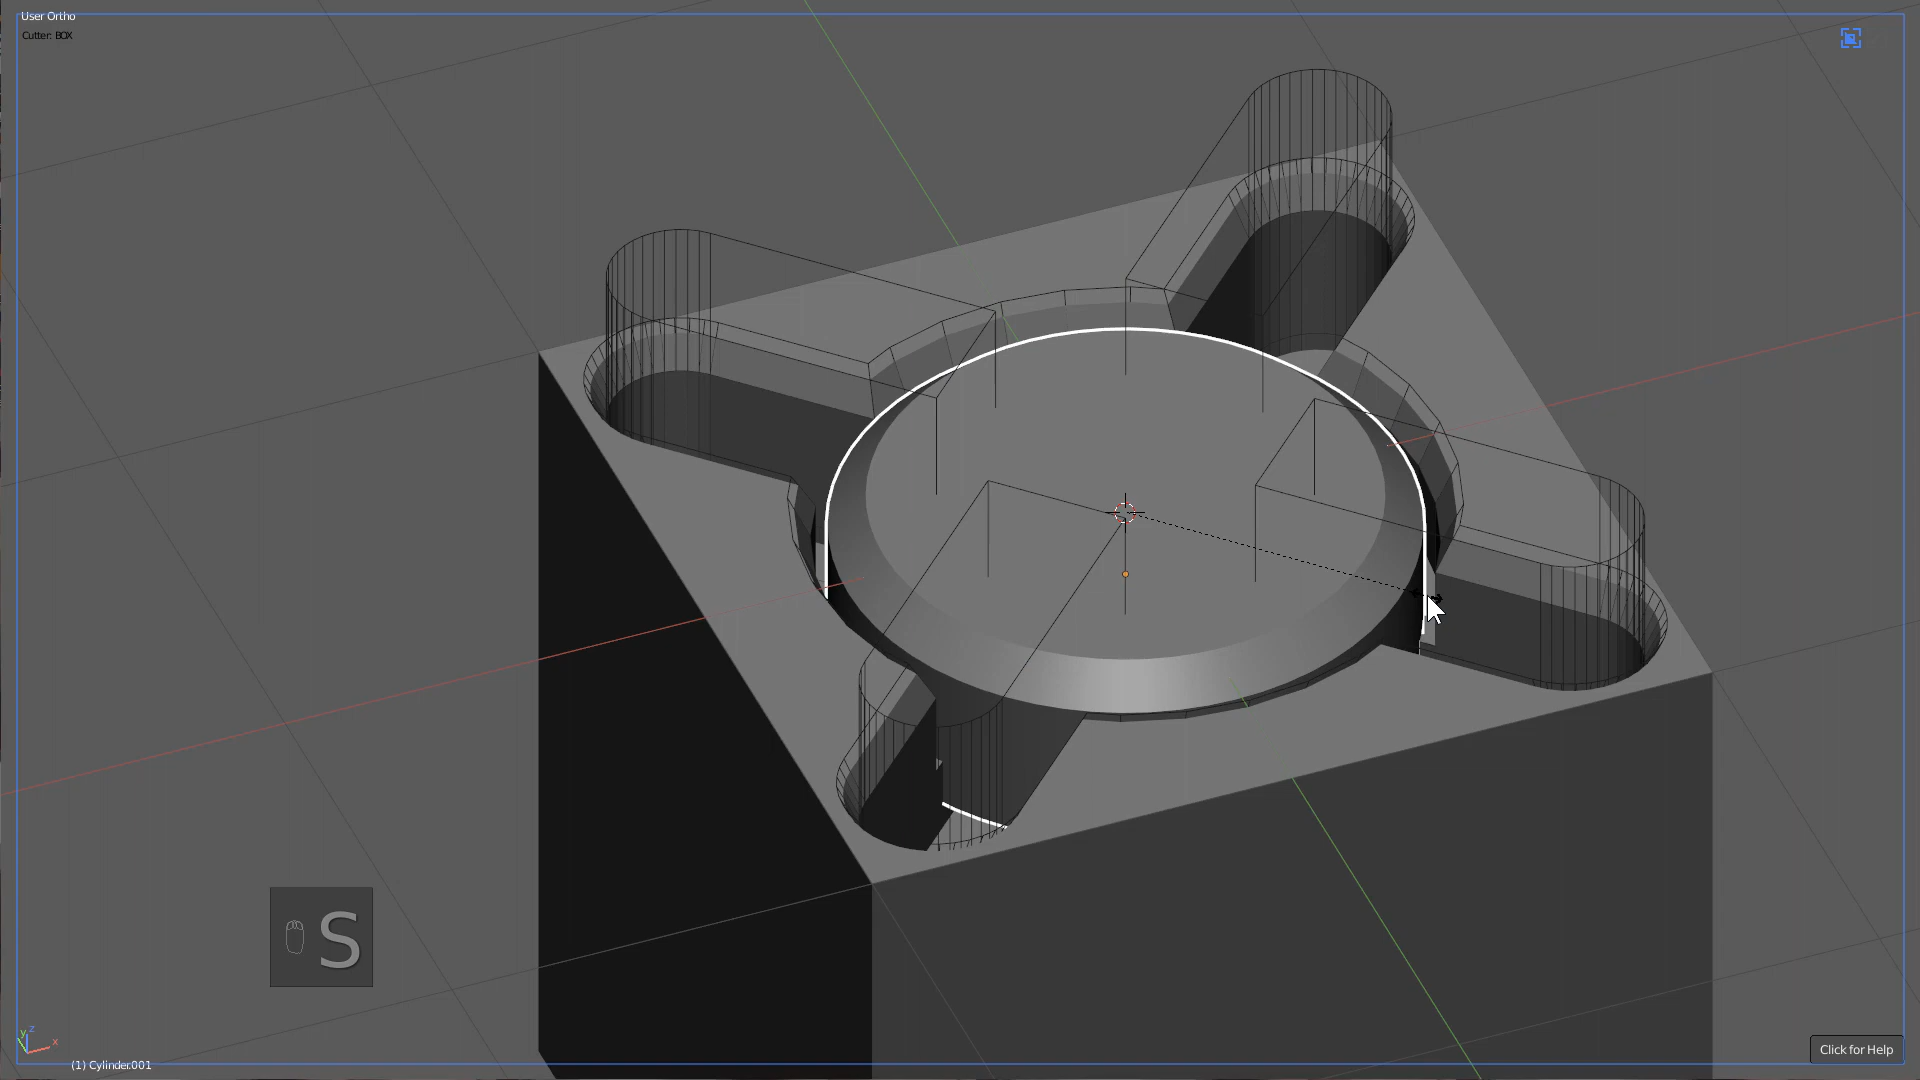 User Ortho
Cutter: BOX
S
y z x
(1) Cylinder.001
Click for Help